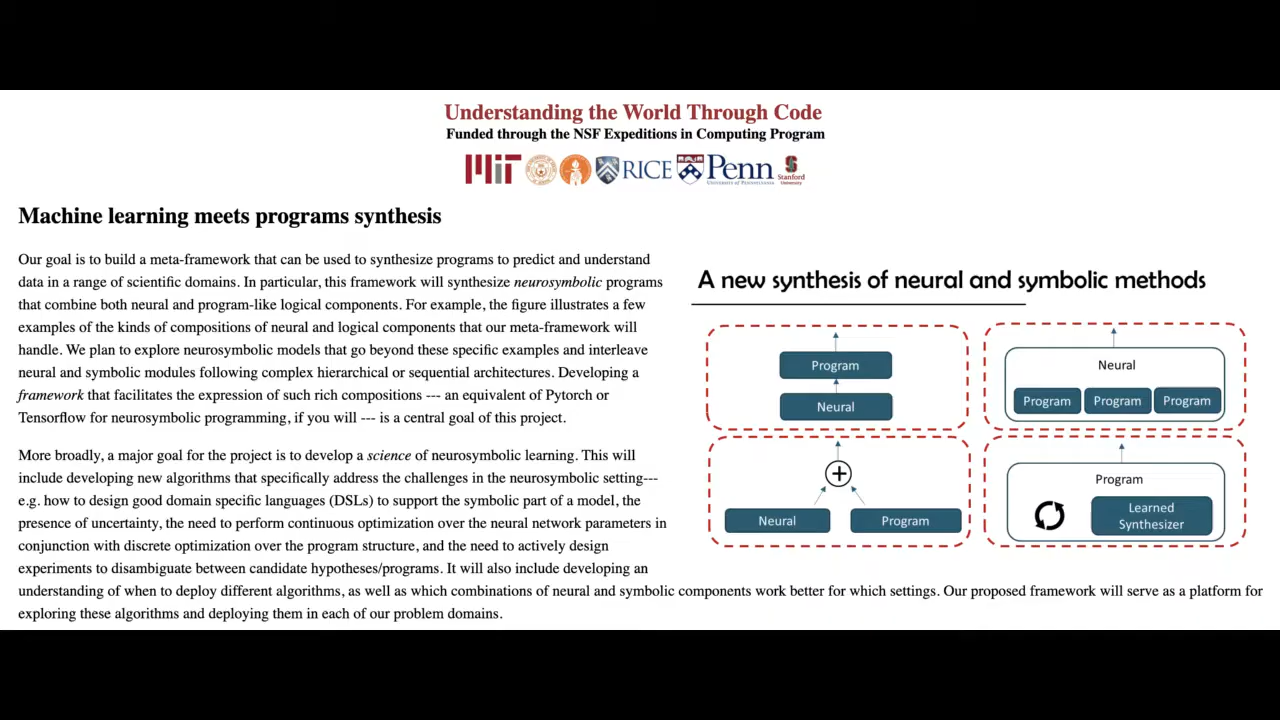 Understanding the World Through Code
Funded through the NSF Expeditions in Computing Program
MIT RICE Penn Stanford
UNIVERSITY OF PENNSYLVANIA University
Machine learning meets programs synthesis
Our goal is to build a meta-framework that can be used to synthesize programs to predict and understand
data in a range of scientific domains. In particular, this framework will synthesize neurosymbolic programs
that combine both neural and program-like logical components. For example, the figure illustrates a few
examples of the kinds of compositions of neural and logical components that our meta-framework will
handle. We plan to explore neurosymbolic models that go beyond these specific examples and interleave
neural and symbolic modules following complex hierarchical or sequential architectures. Developing a
framework that facilitates the expression of such rich compositions --- an equivalent of Pytorch or
Tensorflow for neurosymbolic programming, if you will --- is a central goal of this project.
More broadly, a major goal for the project is to develop a science of neurosymbolic learning. This will
include developing new algorithms that specifically address the challenges in the neurosymbolic setting---
e.g. how to design good domain specific languages (DSLs) to support the symbolic part of a model, the
presence of uncertainty, the need to perform continuous optimization over the neural network parameters in
conjunction with discrete optimization over the program structure, and the need to actively design
experiments to disambiguate between candidate hypotheses/programs. It will also include developing an
understanding of when to deploy different algorithms, as well as which combinations of neural and symbolic components work better for which settings. Our proposed framework will serve as a platform for
exploring these algorithms and deploying them in each of our problem domains.
A new synthesis of neural and symbolic methods
Program
Neural
Neural
Program Program Program
+
Neural Program
Program
Learned
Synthesizer